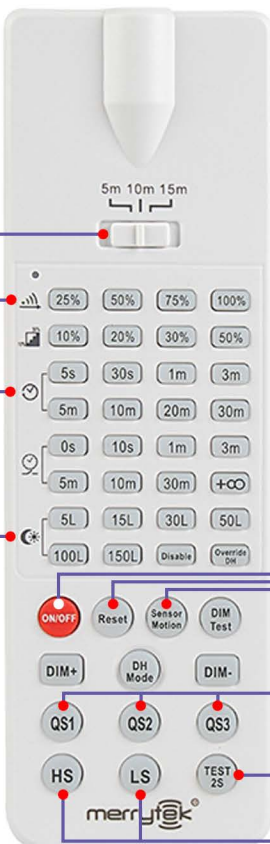 5m 10m 15m
25% 50% 75% 100%
10% 20% 30% 50%
5s 30s 1m 3m
5m 10m 20m 30m
0s 10s 1m 3m
5m 10m 30m +∞
5L 15L 30L 50L
100L 150L Disable Override DH
ON/OFF Reset Sensor Motion DIM Test
DIM+ DH Mode DIM-
QS1 QS2 QS3
HS LS TEST 2S
merrytek®